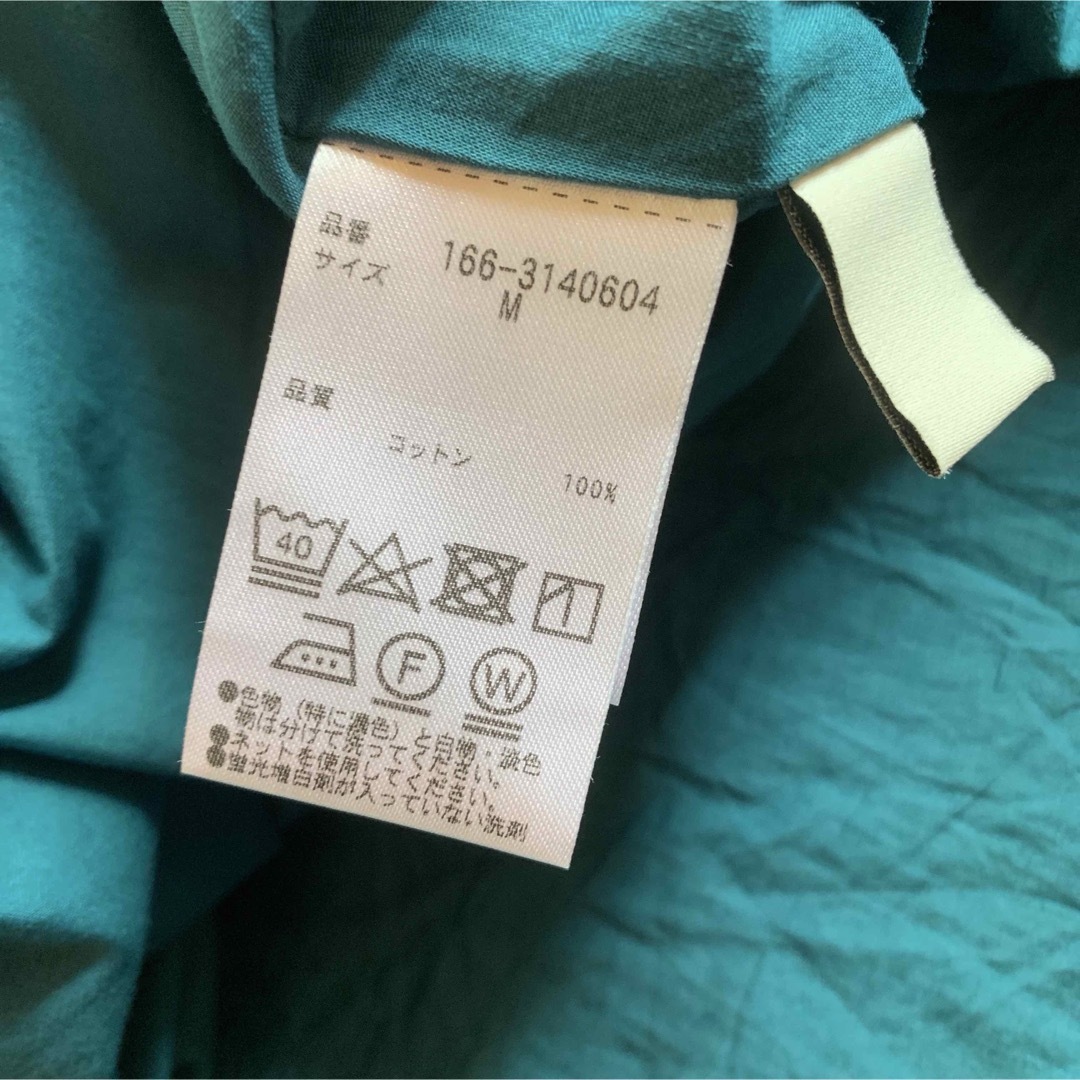 品番 166-3140604
サイズ M
品質
コットン 100%
40
F W
●色物（特に濃色）と白物・淡色
物は分けて洗ってください。
●ネットを使用してください。
●蛍光増白剤が入っていない洗剤